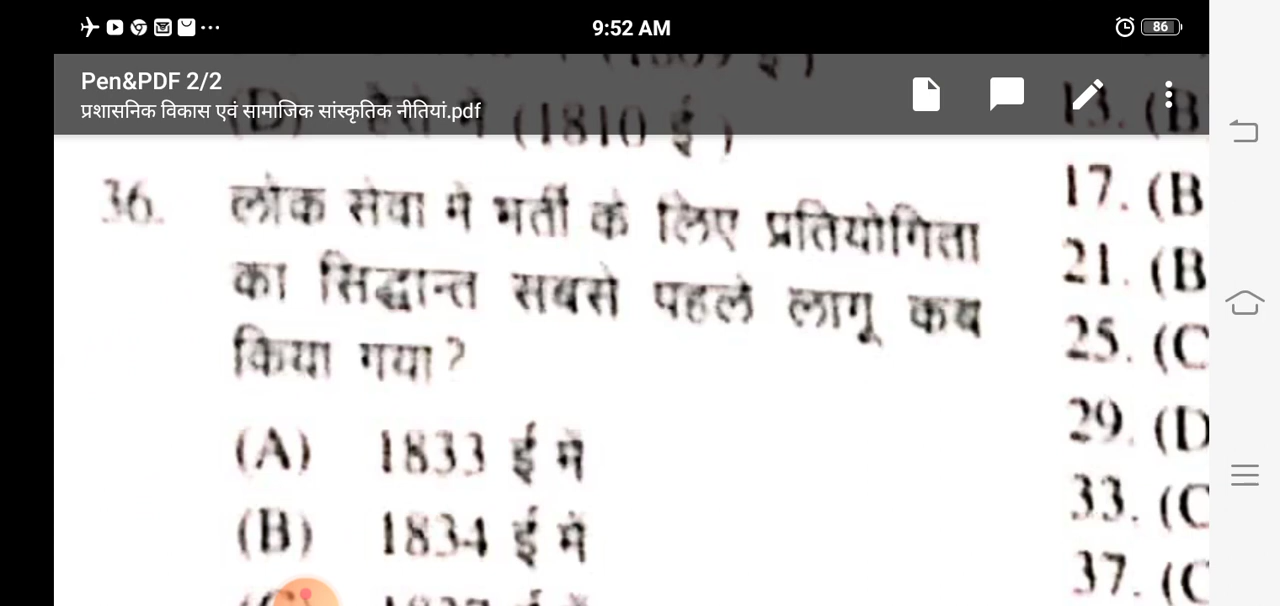 9:52 AM
86
Pen&PDF 2/2
प्रशासनिक विकास एवं सामाजिक सांस्कृतिक नीतियां.pdf
(D) (1810 ई )
13. (B
36. लोक सेवा में भर्ती के लिए प्रतियोगिता
का सिद्धान्त सबसे पहले लागू कब
किया गया?
(A) 1833 ई में
(B) 1834 ई में
17. (B
21. (B
25. (C
29. (D
33. (C
37. (C